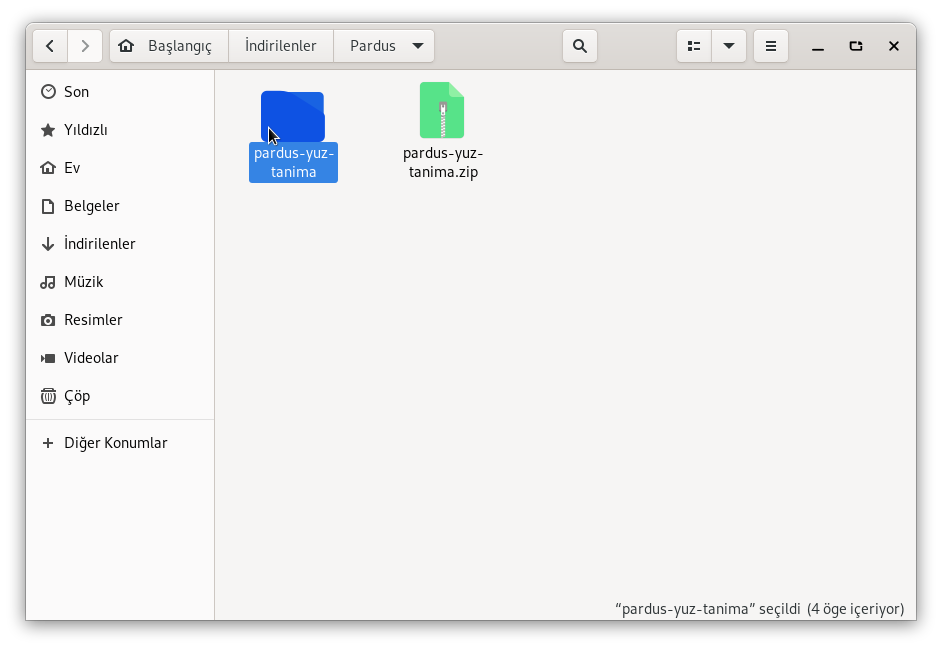 Başlangıç İndirilenler Pardus
Son
Yıldızlı
Ev
Belgeler
İndirilenler
Müzik
Resimler
Videolar
Çöp
Diğer Konumlar
pardus-yuz-
tanima
pardus-yuz-
tanima.zip
“pardus-yuz-tanima” seçildi (4 öge içeriyor)